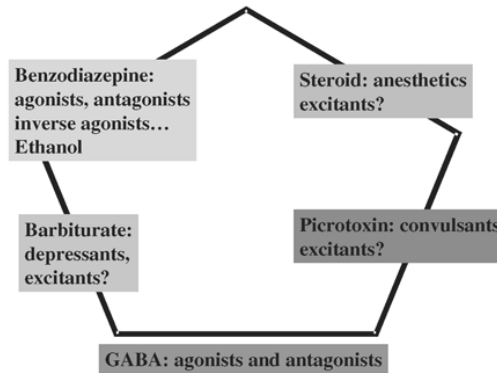 Benzodiazepine:
agonists, antagonists
inverse agonists…
Ethanol
Steroid: anesthetics
excitants?
Barbiturate:
depressants,
excitants?
Picrotoxin: convulsants
excitants?
GABA: agonists and antagonists